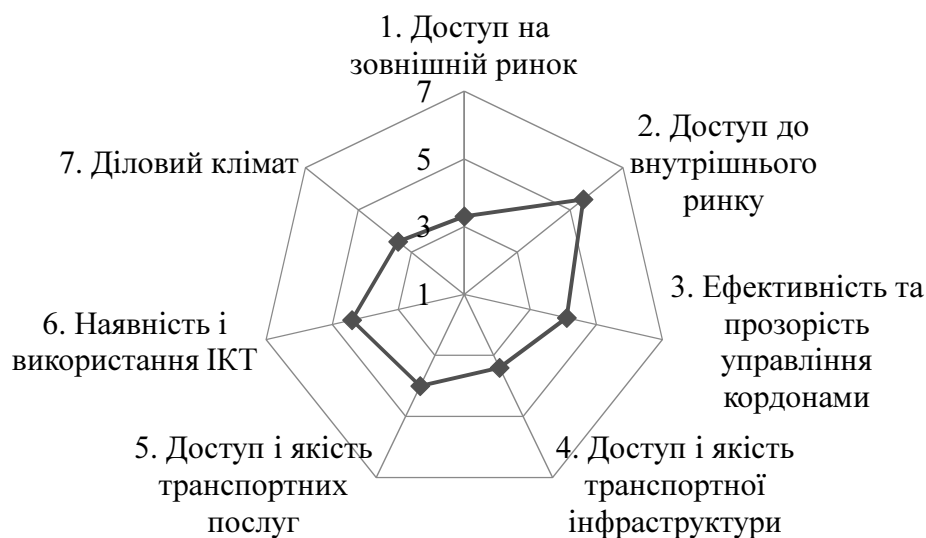 1. Доступ на
зовнішній ринок
7
2. Доступ до
внутрішнього
ринку
5
7. Діловий клімат
3
3. Ефективність та
прозорість
управління
кордонами
1
6. Наявність і
використання ІКТ
4. Доступ і якість
транспортної
інфраструктури
5. Доступ і якість
транспортних
послуг